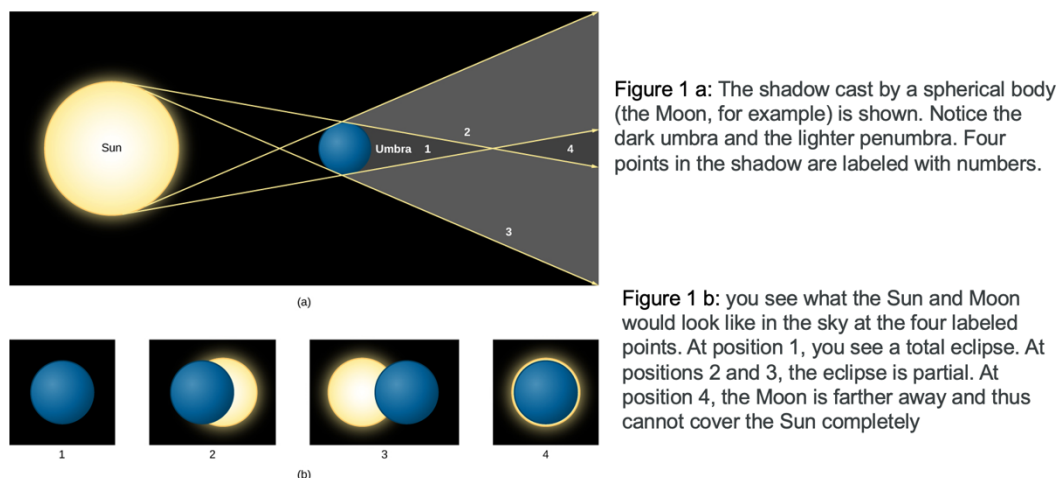 Sun
Umbra
1
2
3
4
(a)
1
2
3
4
(b)
Figure 1 a: The shadow cast by a spherical body
(the Moon, for example) is shown. Notice the
dark umbra and the lighter penumbra. Four
points in the shadow are labeled with numbers.
Figure 1 b: you see what the Sun and Moon
would look like in the sky at the four labeled
points. At position 1, you see a total eclipse. At
positions 2 and 3, the eclipse is partial. At
position 4, the Moon is farther away and thus
cannot cover the Sun completely